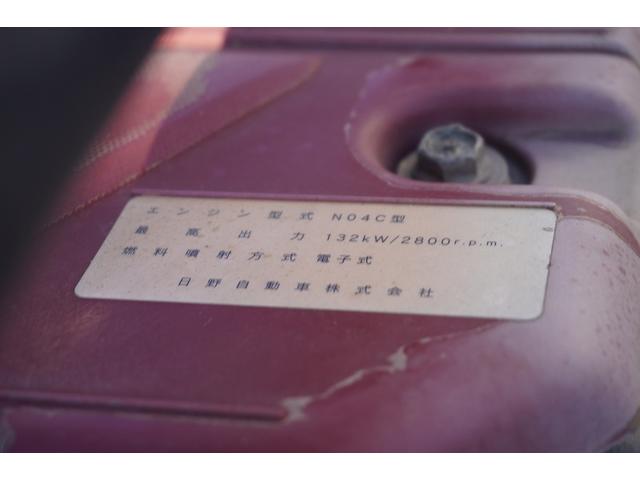 エンジン型式 N04C型
最高出力 132kW/2800r.p.m.
燃料噴射方式 電子式
日野自動車株式会社